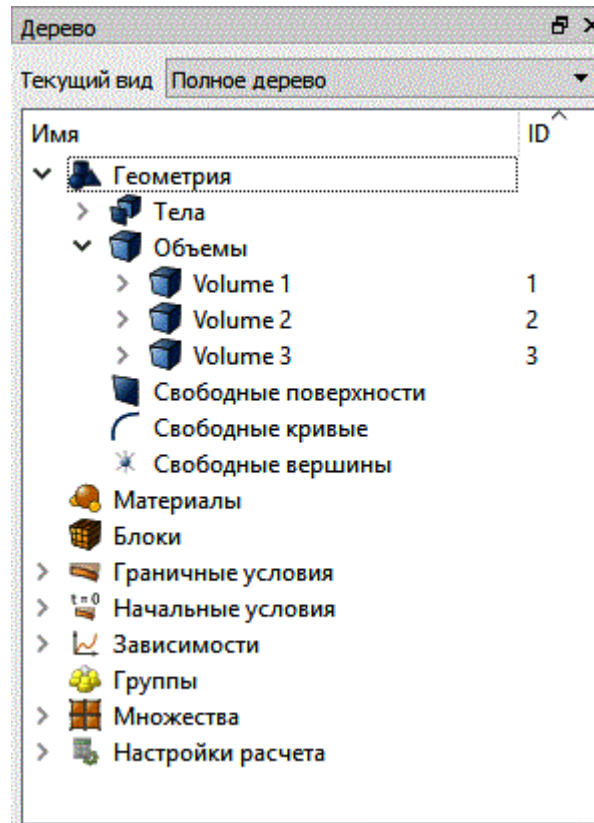 Дерево
Текущий вид Полное дерево
Имя ID
Геометрия
Тела
Объемы
Volume 1 1
Volume 2 2
Volume 3 3
Свободные поверхности
Свободные кривые
Свободные вершины
Материалы
Блоки
Граничные условия
t = 0 Начальные условия
Зависимости
Группы
Множества
Настройки расчета